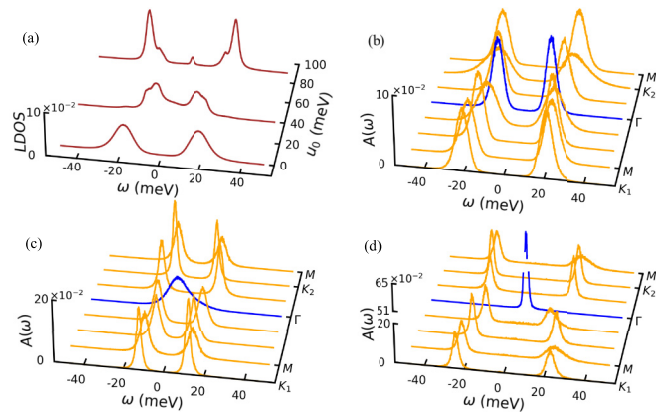 (a)
LDOS
10 ×10⁻²
0
-40 -20 0 20 40
ω (meV)
0 20 40 60 80 100
u₀ (meV)
(b)
A(ω)
10 ×10⁻²
0
-40 -20 0 20 40
ω (meV)
K₁ M Γ K₂ M
(c)
A(ω)
20 ×10⁻²
0
-40 -20 0 20 40
ω (meV)
K₁ M Γ K₂ M
(d)
A(ω)
65 ×10⁻²
51
20
0
-40 -20 0 20 40
ω (meV)
K₁ M Γ K₂ M